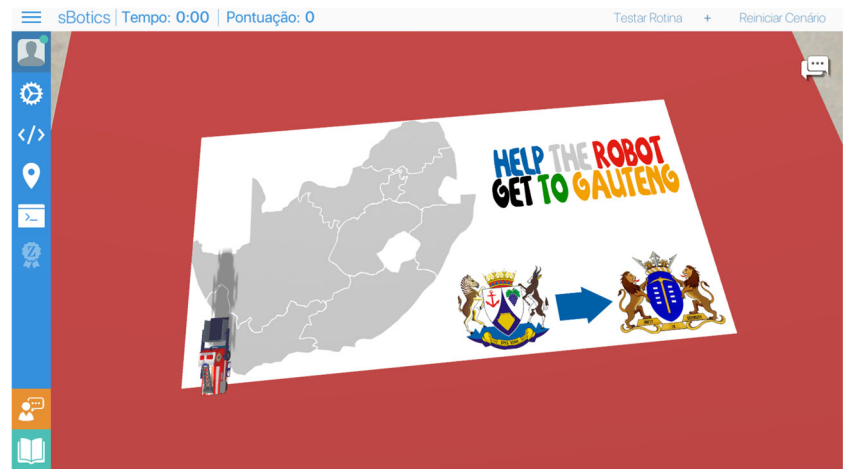 sBotics Tempo: 0:00 Pontuação: 0 Testar Rotina + Reiniciar Cenário
HELP THE ROBOT
GET TO GAUTENG